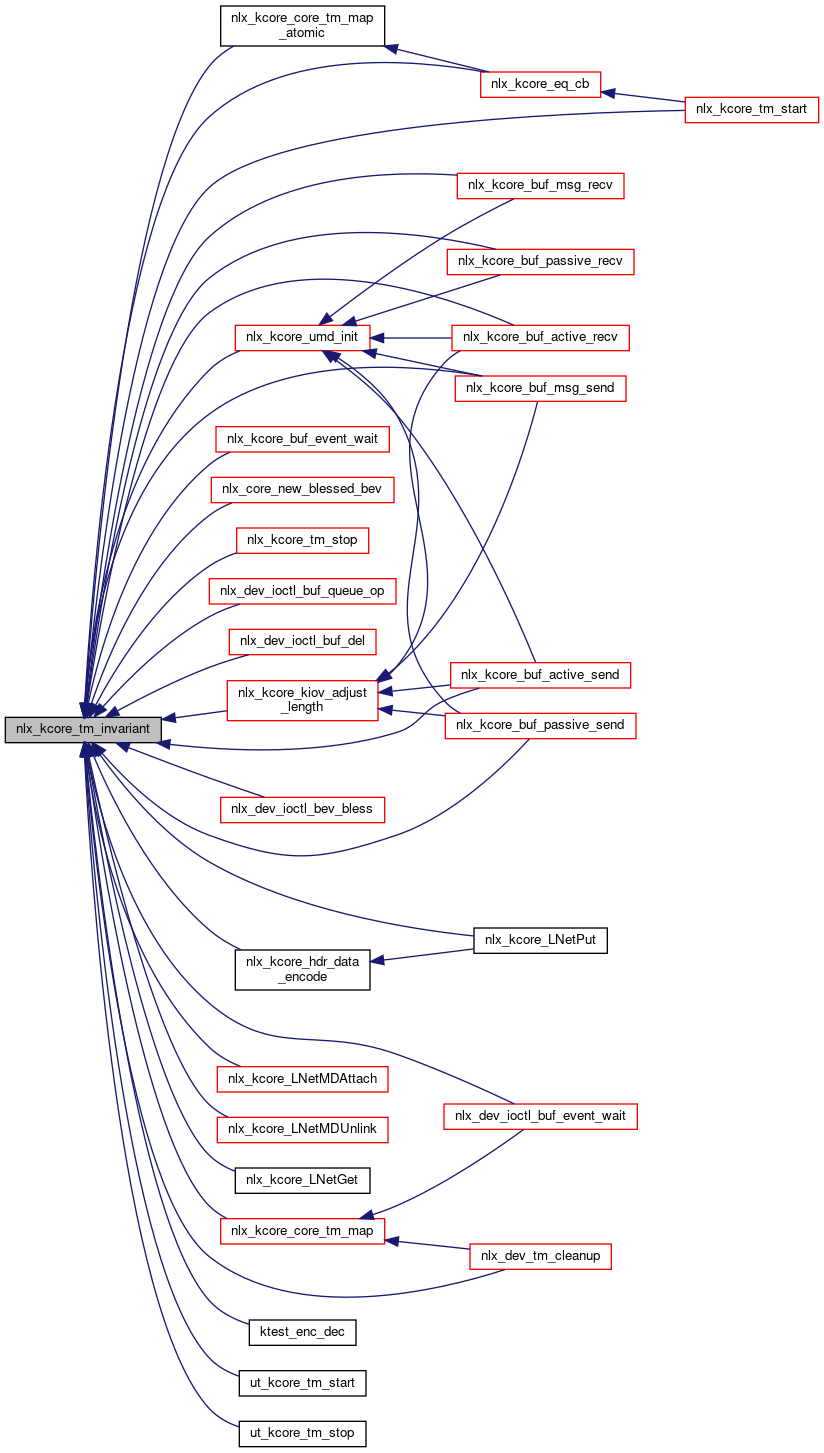 nlx_kcore_core_tm_map
_atomic
nlx_kcore_eq_cb
nlx_kcore_tm_start
nlx_kcore_buf_msg_recv
nlx_kcore_buf_passive_recv
nlx_kcore_umd_init
nlx_kcore_buf_active_recv
nlx_kcore_buf_msg_send
nlx_kcore_buf_event_wait
nlx_core_new_blessed_bev
nlx_kcore_tm_stop
nlx_dev_ioctl_buf_queue_op
nlx_dev_ioctl_buf_del
nlx_kcore_kiov_adjust
_length
nlx_kcore_buf_active_send
nlx_kcore_buf_passive_send
nlx_kcore_tm_invariant
nlx_dev_ioctl_bev_bless
nlx_kcore_LNetPut
nlx_kcore_hdr_data
_encode
nlx_kcore_LNetMDAttach
nlx_dev_ioctl_buf_event_wait
nlx_kcore_LNetMDUnlink
nlx_kcore_LNetGet
nlx_kcore_core_tm_map
nlx_dev_tm_cleanup
ktest_enc_dec
ut_kcore_tm_start
ut_kcore_tm_stop